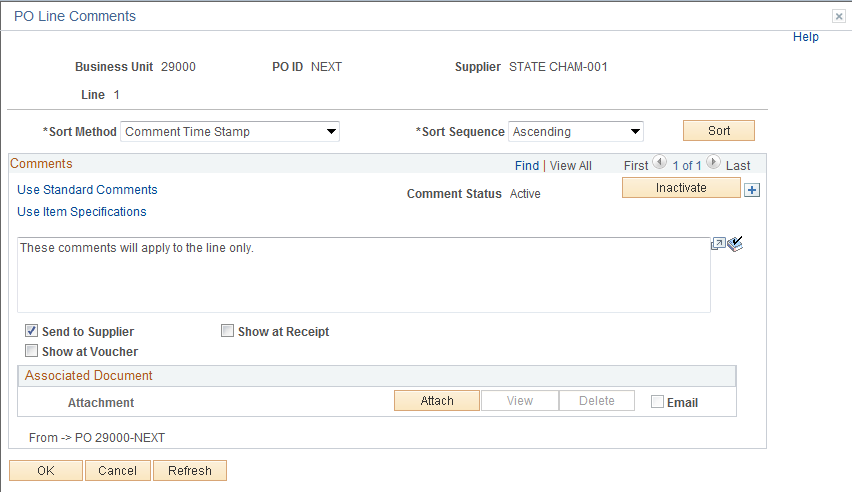 PO Line Comments
Help
Business Unit 29000 PO ID NEXT Supplier STATE CHAM-001
Line 1
*Sort Method Comment Time Stamp *Sort Sequence Ascending Sort
Comments Find | View All First 1 of 1 Last
Use Standard Comments Comment Status Active Inactivate
Use Item Specifications
These comments will apply to the line only.
Send to Supplier Show at Receipt
Show at Voucher
Associated Document
Attachment Attach View Delete Email
From -> PO 29000-NEXT
OK Cancel Refresh